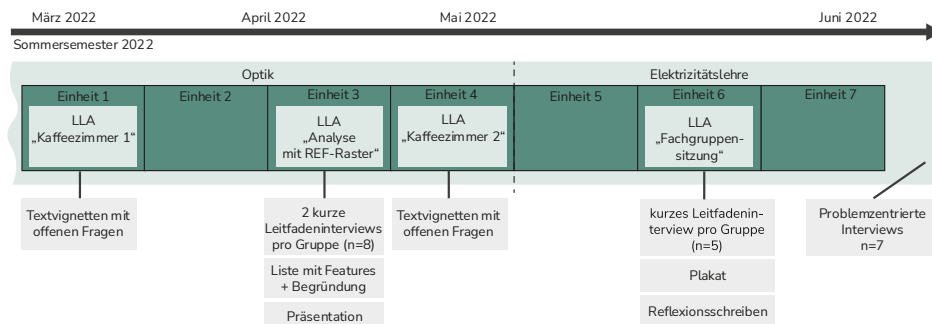 März 2022
April 2022
Mai 2022
Juni 2022
Sommersemester 2022
Optik
Elektrizitätslehre
Einheit 1
LLA
„Kaffeezimmer 1“
Einheit 2
Einheit 3
LLA
„Analyse
mit REF-Raster“
Einheit 4
LLA
„Kaffeezimmer 2“
Einheit 5
Einheit 6
LLA
„Fachgruppen-
sitzung“
Einheit 7
Textvignetten mit
offenen Fragen
2 kurze
Leitfadeninterviews
pro Gruppe (n=8)
Liste mit Features
+ Begründung
Präsentation
Textvignetten mit
offenen Fragen
kurzes Leitfadenin-
terview pro Gruppe
(n=5)
Plakat
Reflexionsschreiben
Problemzentrierte
Interviews
n=7